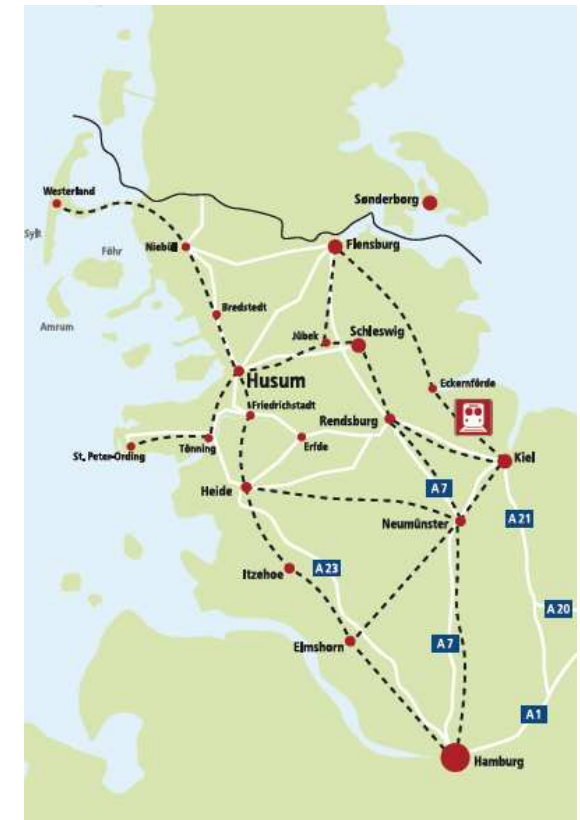 Westerland
Sønderborg
Sylt
Föhr
Niebüll
Flensburg
Amrum
Bredstedt
Jübek
Schleswig
Husum
Eckernförde
Friedrichstadt
Rendsburg
St. Peter-Ording
Tönning
Erfde
Kiel
Heide
A7
Neumünster
A21
Itzehoe
A23
A20
Elmshorn
A7
A1
Hamburg